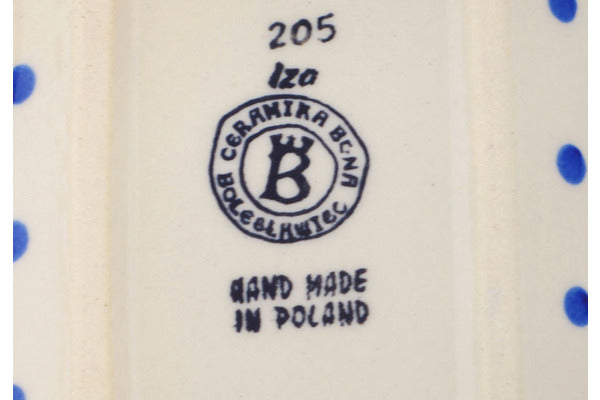 205
Iza
CERAMIKA BONA
B
BOLESŁAWIEC
HAND MADE
IN POLAND